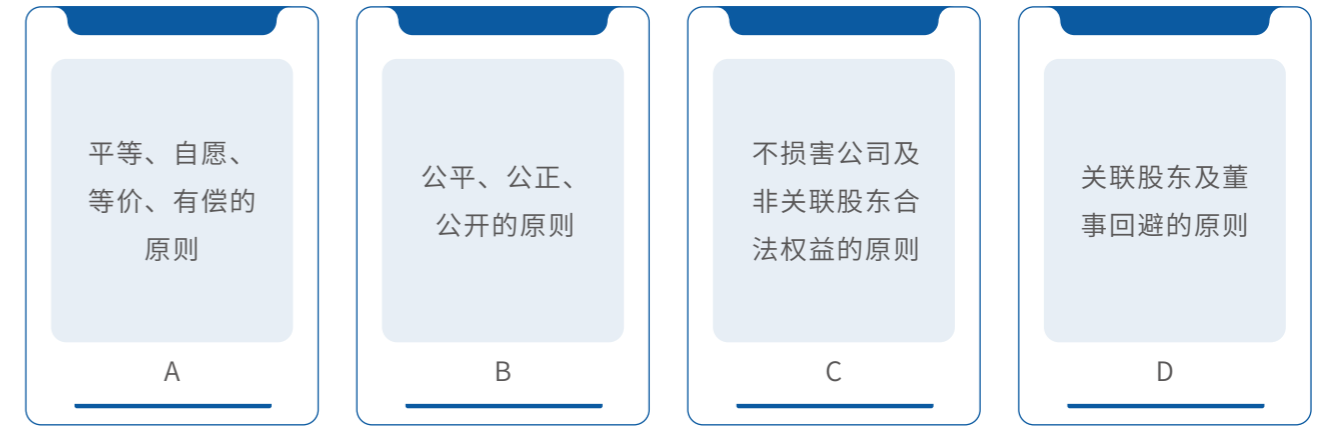 平等、自愿、
等价、有偿的
原则
A
公平、公正、
公开的原则
B
不损害公司及
非关联股东合
法权益的原则
C
关联股东及董
事回避的原则
D